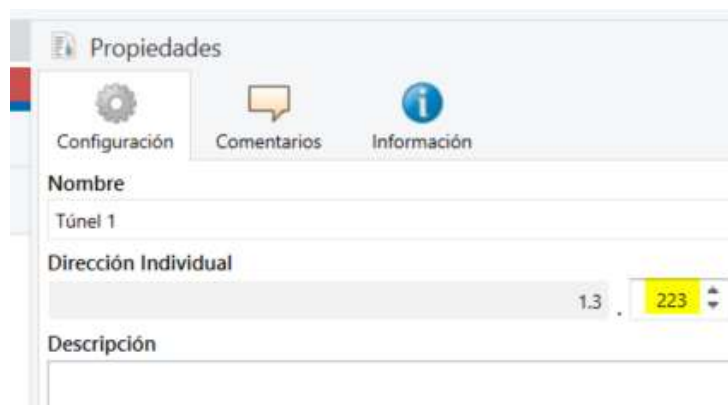 Propiedades
Configuración Comentarios Información
Nombre
Túnel 1
Dirección Individual
1.3 . 223
Descripción